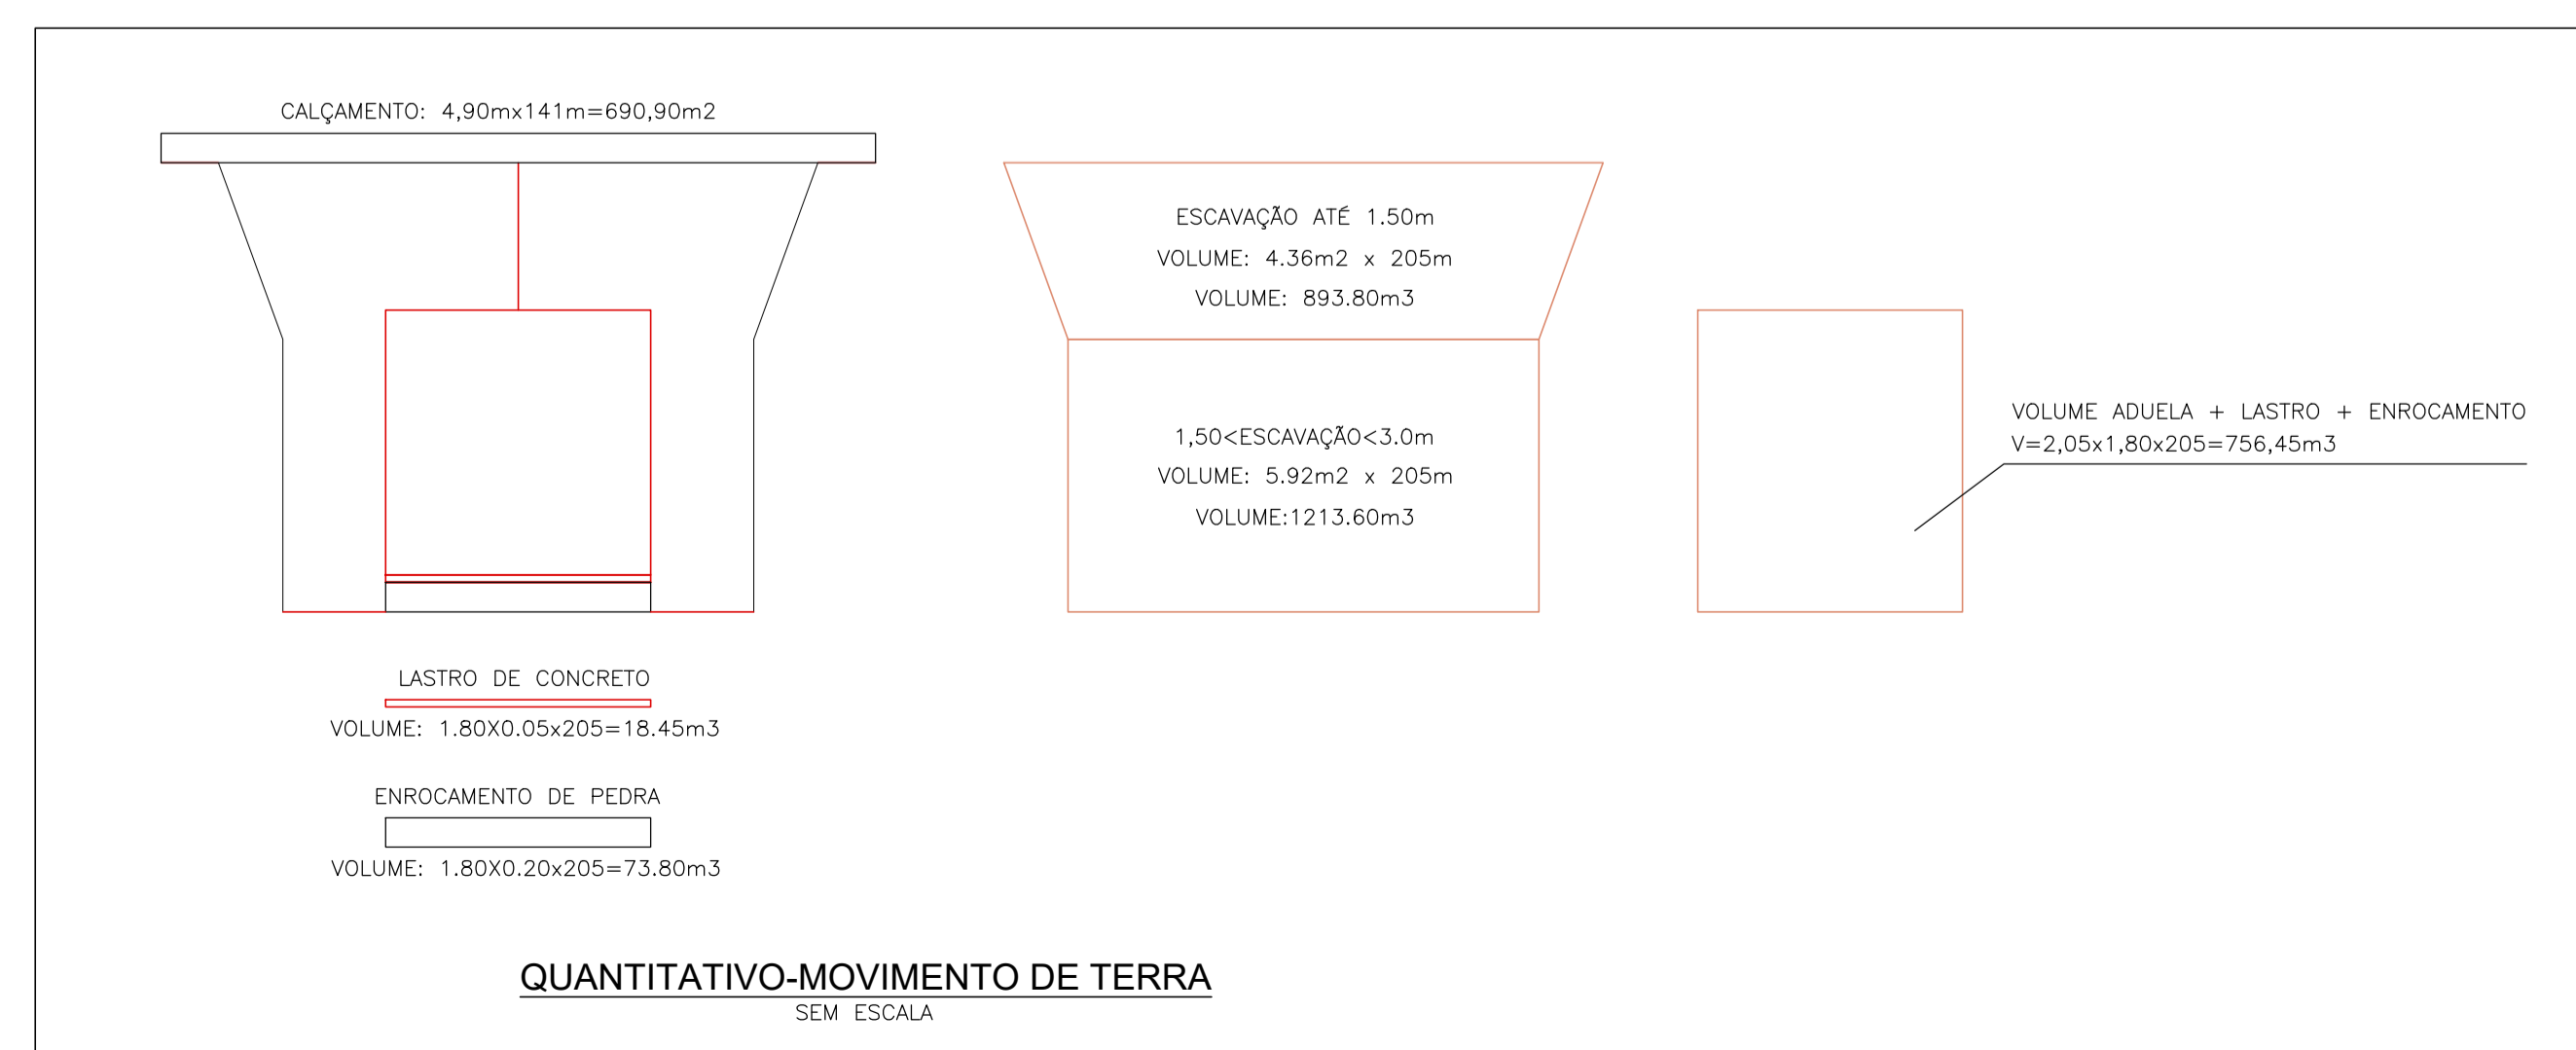 CALÇAMENTO: 4,90mx141m=690,90m2
ESCAVAÇÃO ATÉ 1.50m
VOLUME: 4.36m2 x 205m
VOLUME: 893.80m3
1,50<ESCAVAÇÃO<3.0m
VOLUME: 5.92m2 x 205m
VOLUME:1213.60m3
VOLUME ADUELA + LASTRO + ENROCAMENTO
V=2,05x1,80x205=756,45m3
LASTRO DE CONCRETO
VOLUME: 1.80X0.05x205=18.45m3
ENROCAMENTO DE PEDRA
VOLUME: 1.80X0.20x205=73.80m3
QUANTITATIVO-MOVIMENTO DE TERRA
SEM ESCALA